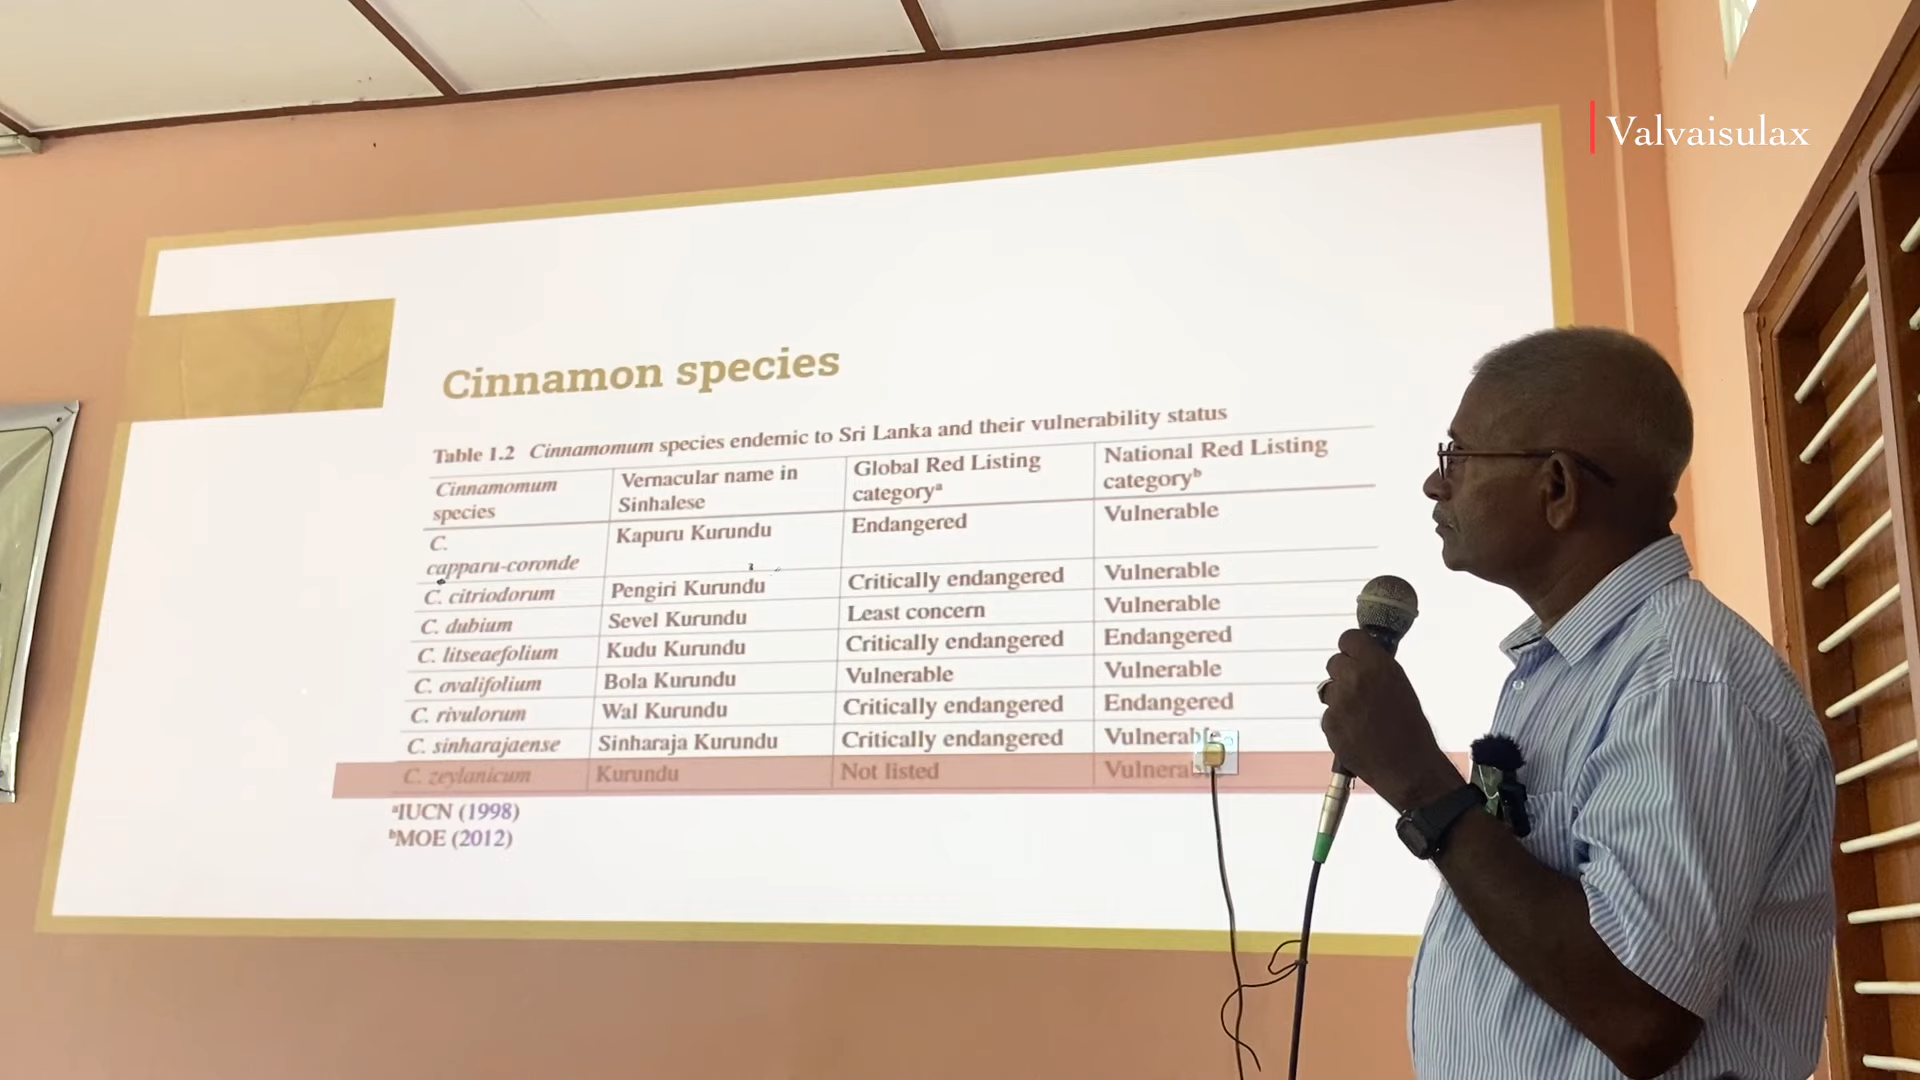 Valvaisulax
Cinnamon species
Table 1.2 Cinnamomum species endemic to Sri Lanka and their vulnerability status
Cinnamomum species | Vernacular name in Sinhalese | Global Red Listing categoryᵃ | National Red Listing categoryᵇ
C. capparu-coronde | Kapuru Kurundu | Endangered | Vulnerable
C. citriodorum | Pengiri Kurundu | Critically endangered | Vulnerable
C. dubium | Sevel Kurundu | Least concern | Vulnerable
C. litseaefolium | Kudu Kurundu | Critically endangered | Endangered
C. ovalifolium | Bola Kurundu | Vulnerable | Vulnerable
C. rivulorum | Wal Kurundu | Critically endangered | Endangered
C. sinharajaense | Sinharaja Kurundu | Critically endangered | Vulnerable
C. zeylanicum | Kurundu | Not listed | Vulnerable
ᵃIUCN (1998)
ᵇMOE (2012)